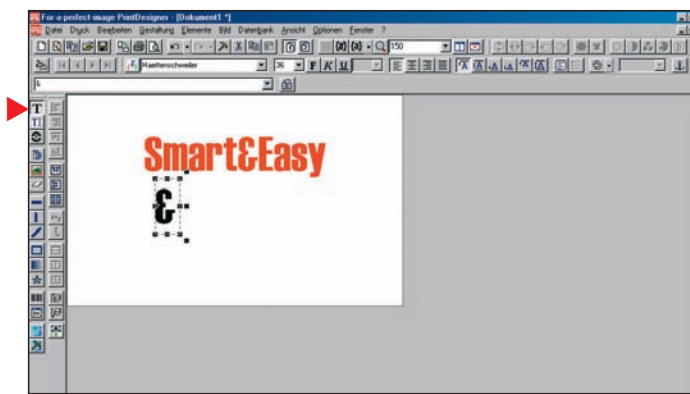 For-a-perfect-image PrintDesigner - [Dokument1 *]
Datei Druck Bearbeiten Gestaltung Elemente Bild Datenbank Ansicht Optionen Fenster ?
(#) (#) 150
Haettenschweiler 36 F K U
&
T
Smart&Easy
&